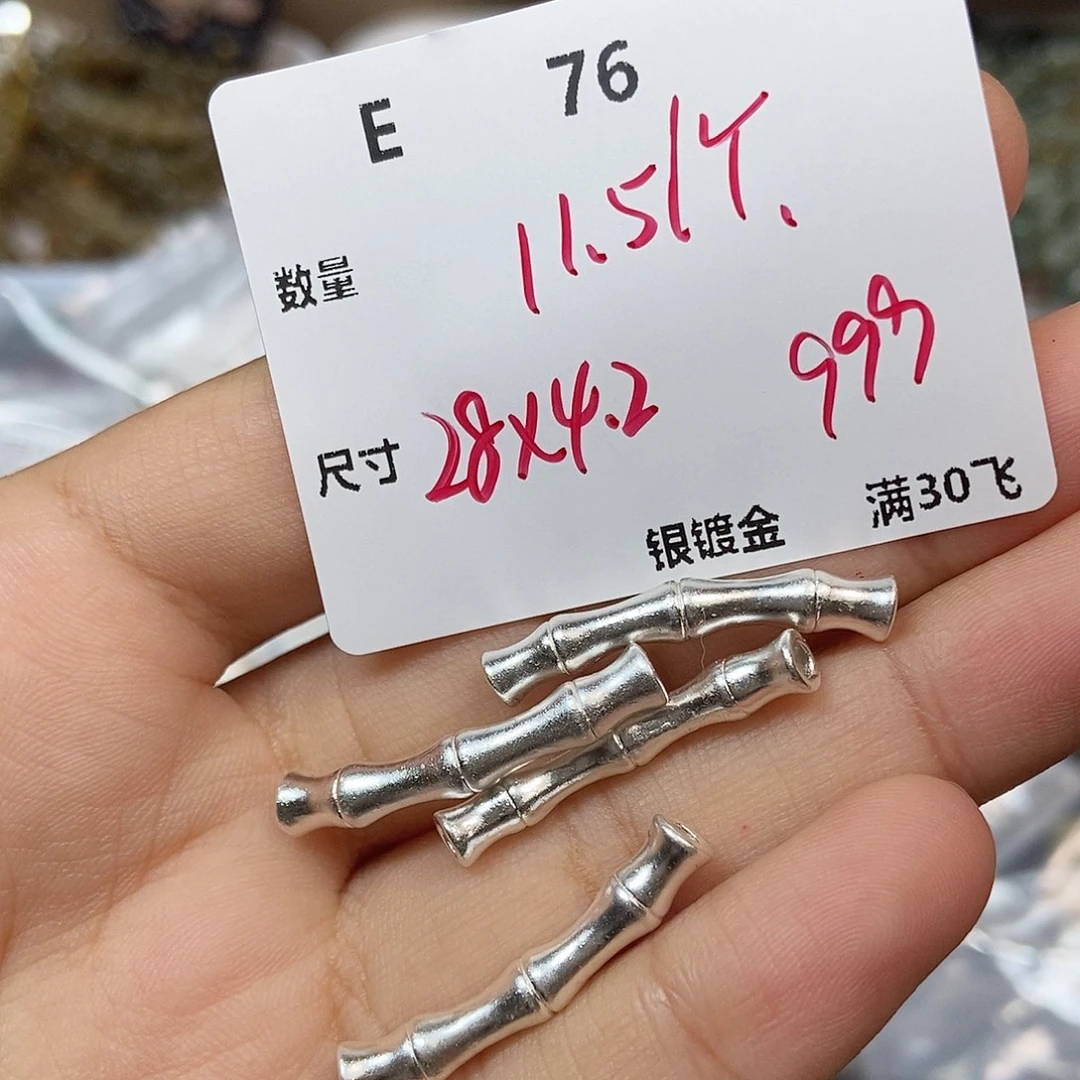 E 76
11.5/个.
数量
999
尺寸 28x4.2
银镀金 满30飞